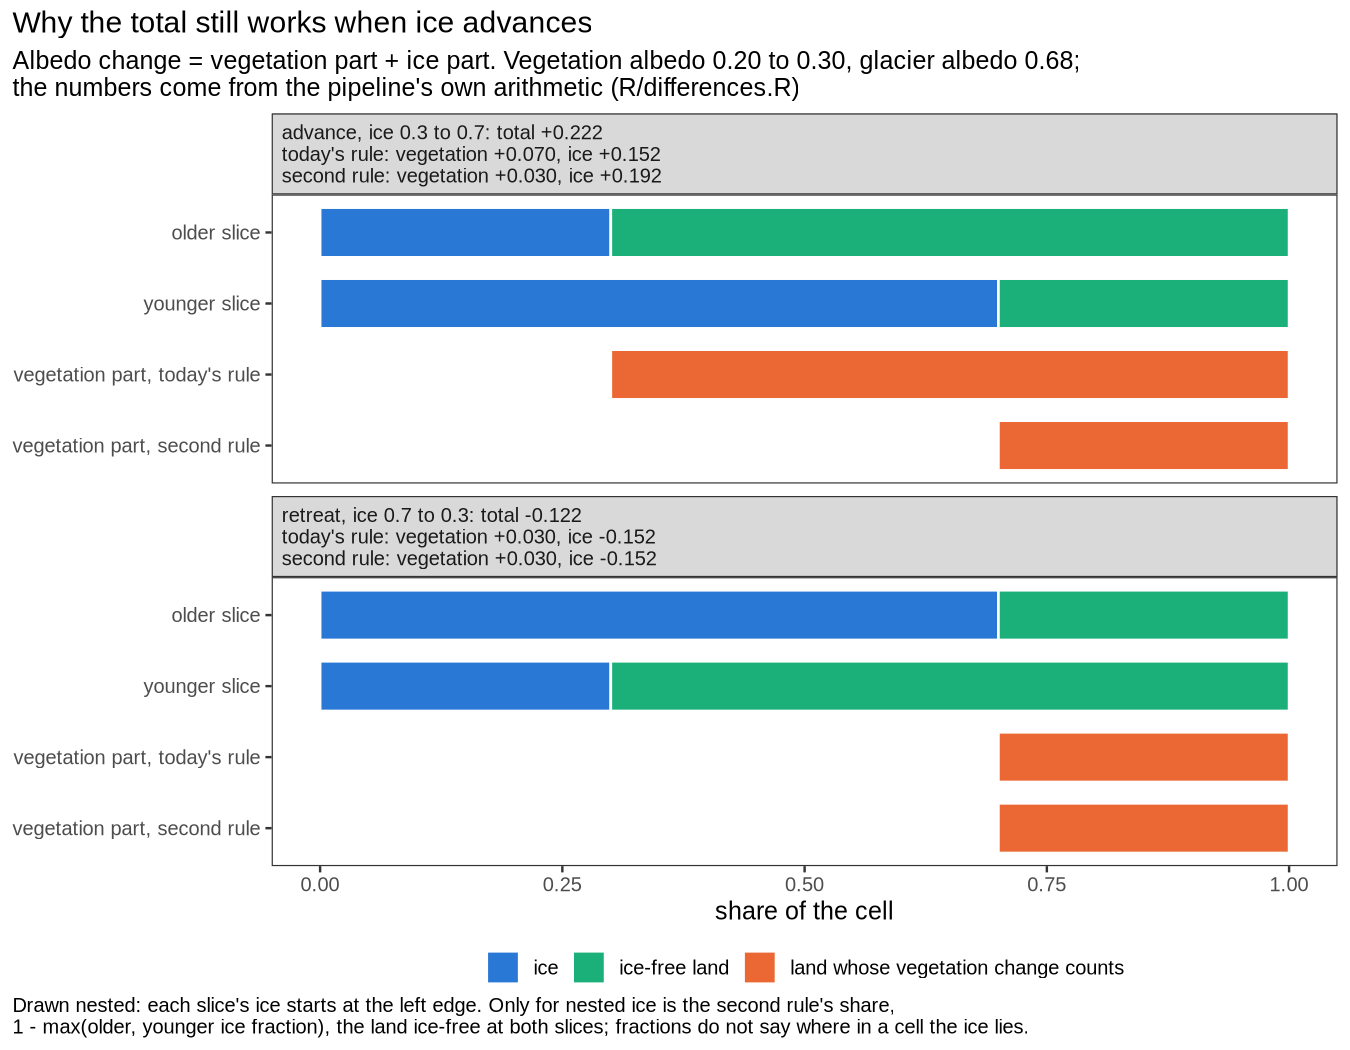 Why the total still works when ice advances
Albedo change = vegetation part + ice part. Vegetation albedo 0.20 to 0.30, glacier albedo 0.68;
the numbers come from the pipeline's own arithmetic (R/differences.R)
advance, ice 0.3 to 0.7: total +0.222
today's rule: vegetation +0.070, ice +0.152
second rule: vegetation +0.030, ice +0.192
older slice
younger slice
vegetation part, today's rule
vegetation part, second rule
retreat, ice 0.7 to 0.3: total -0.122
today's rule: vegetation +0.030, ice -0.152
second rule: vegetation +0.030, ice -0.152
older slice
younger slice
vegetation part, today's rule
vegetation part, second rule
0.00 0.25 0.50 0.75 1.00
share of the cell
ice ice-free land land whose vegetation change counts
Drawn nested: each slice's ice starts at the left edge. Only for nested ice is the second rule's share,
1 - max(older, younger ice fraction), the land ice-free at both slices; fractions do not say where in a cell the ice lies.